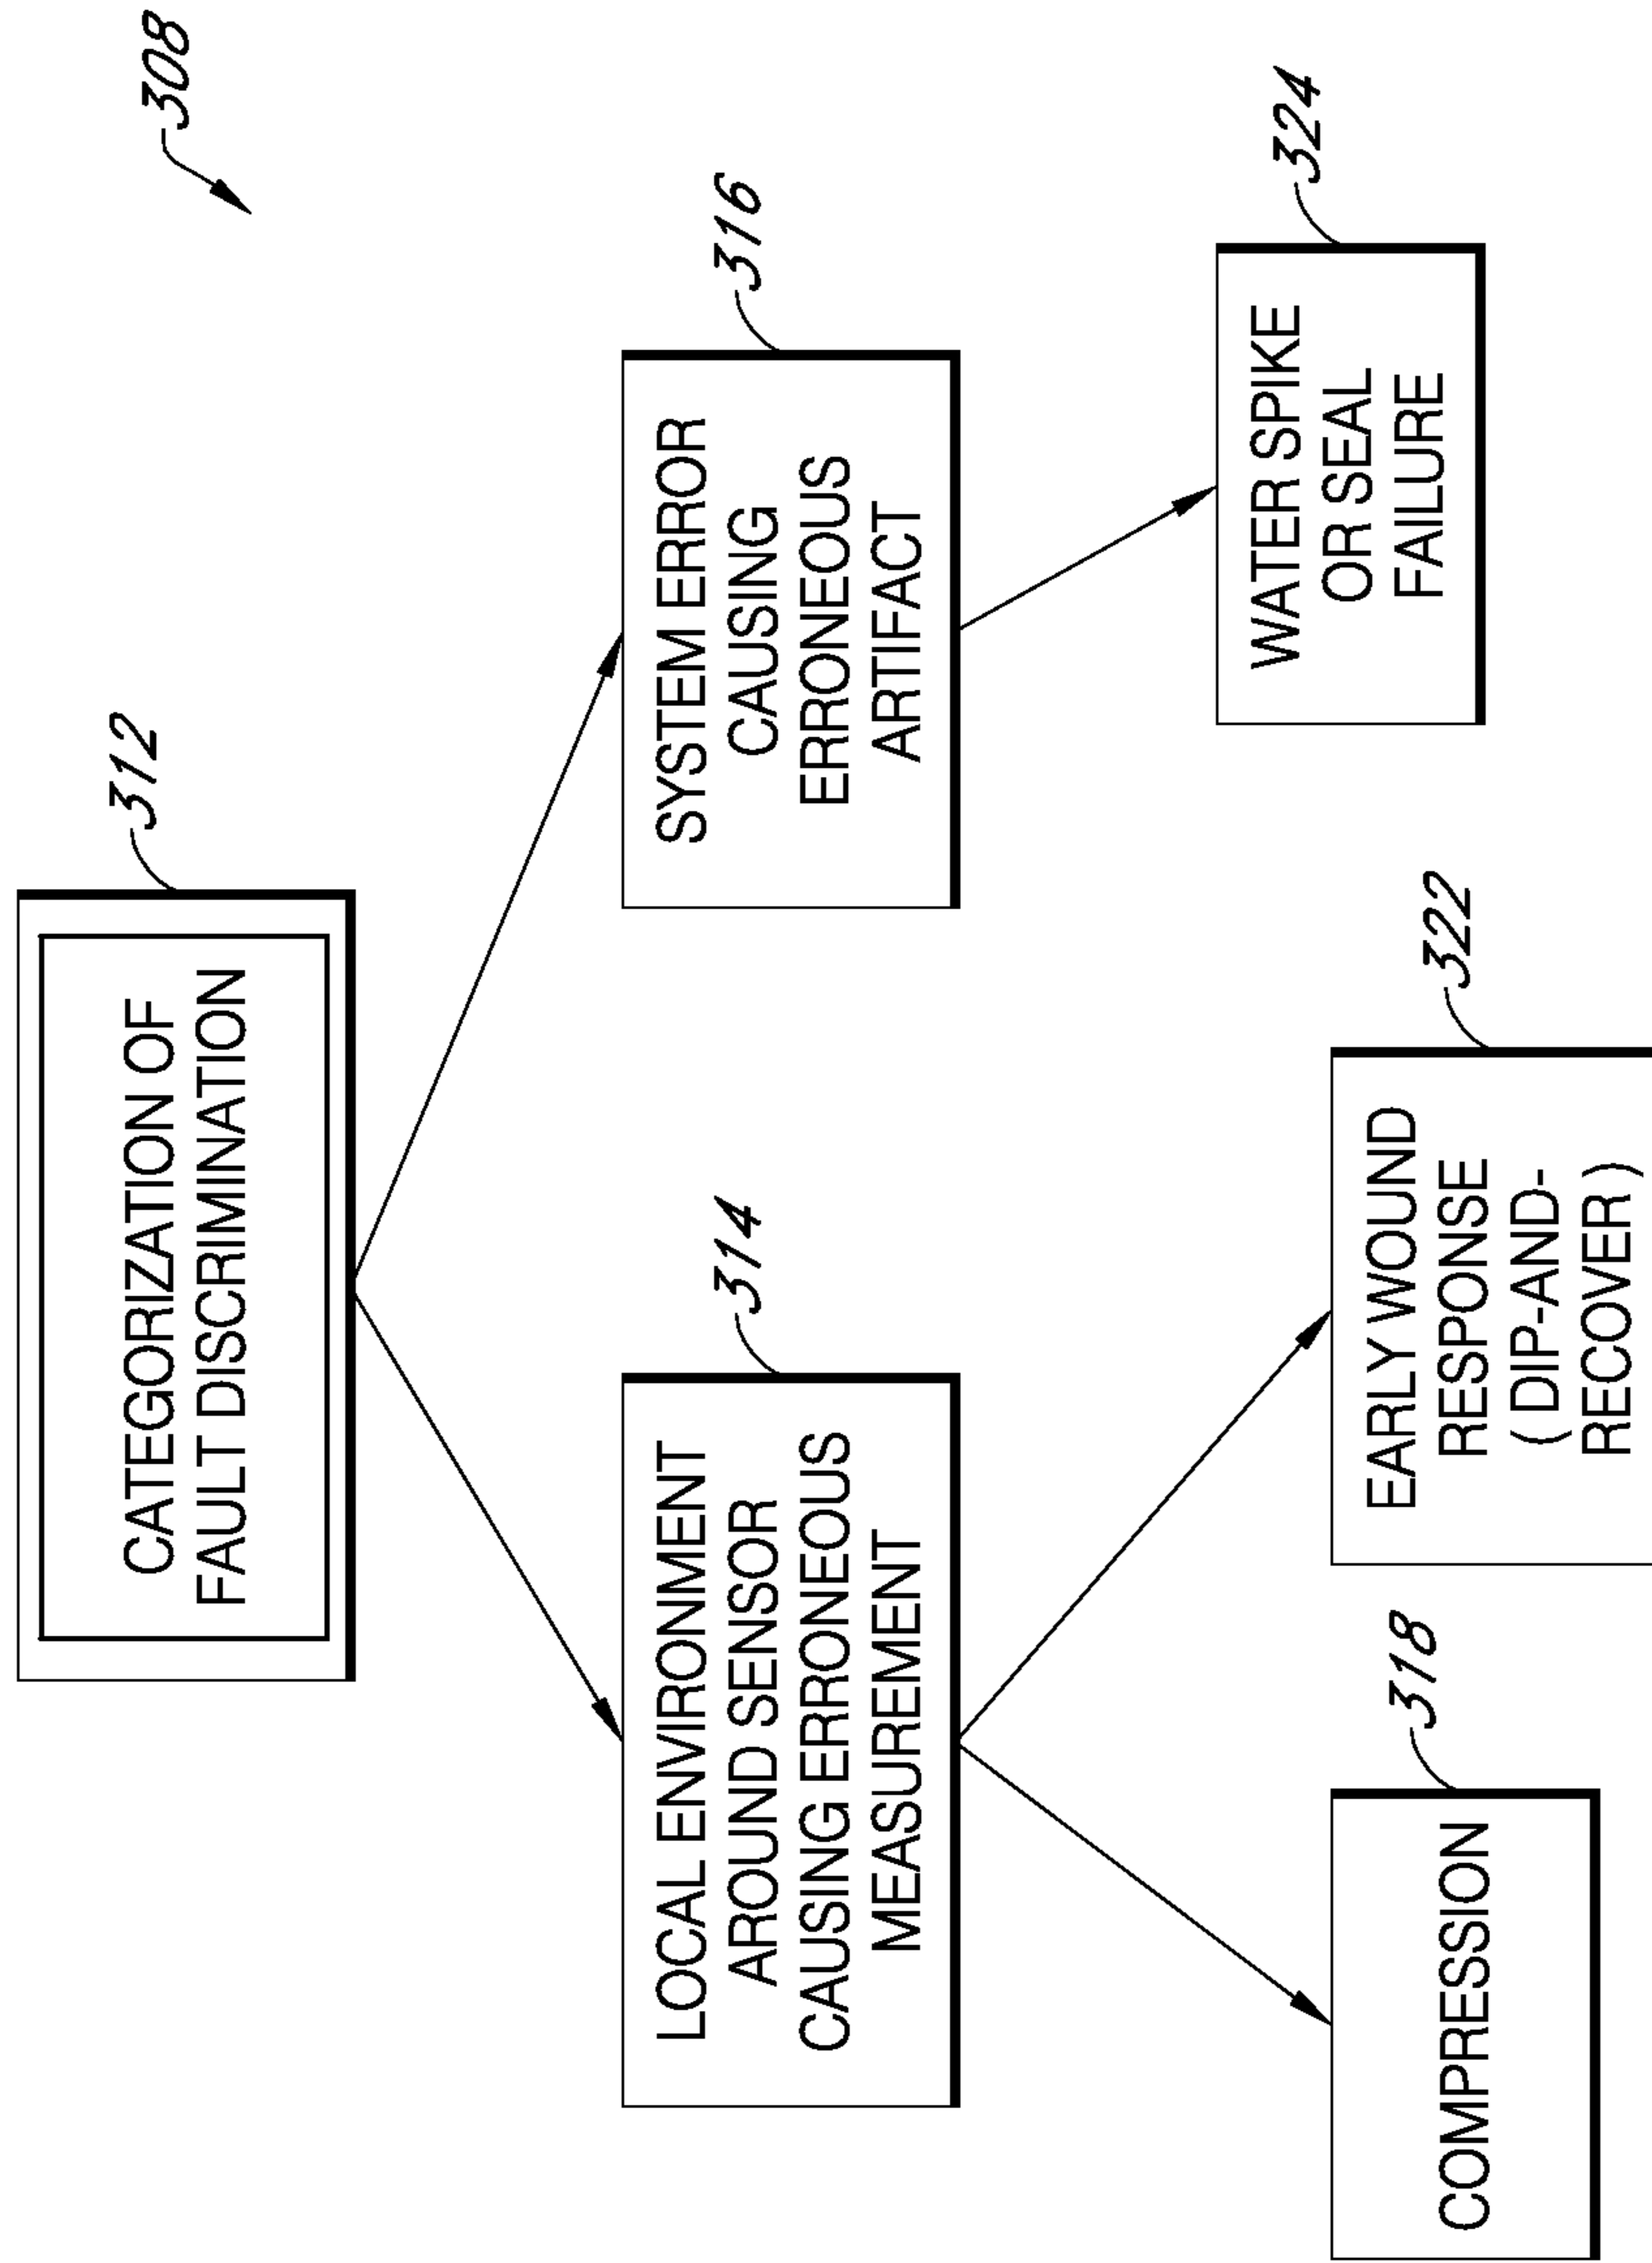 308
312
CATEGORIZATION OF
FAULT DISCRIMINATION
314
LOCAL ENVIRONMENT
AROUND SENSOR
CAUSING ERRONEOUS
MEASUREMENT
316
SYSTEM ERROR
CAUSING
ERRONEOUS
ARTIFACT
318
COMPRESSION
322
EARLY WOUND
RESPONSE
( DIP-AND-
RECOVER )
324
WATER SPIKE
OR SEAL
FAILURE